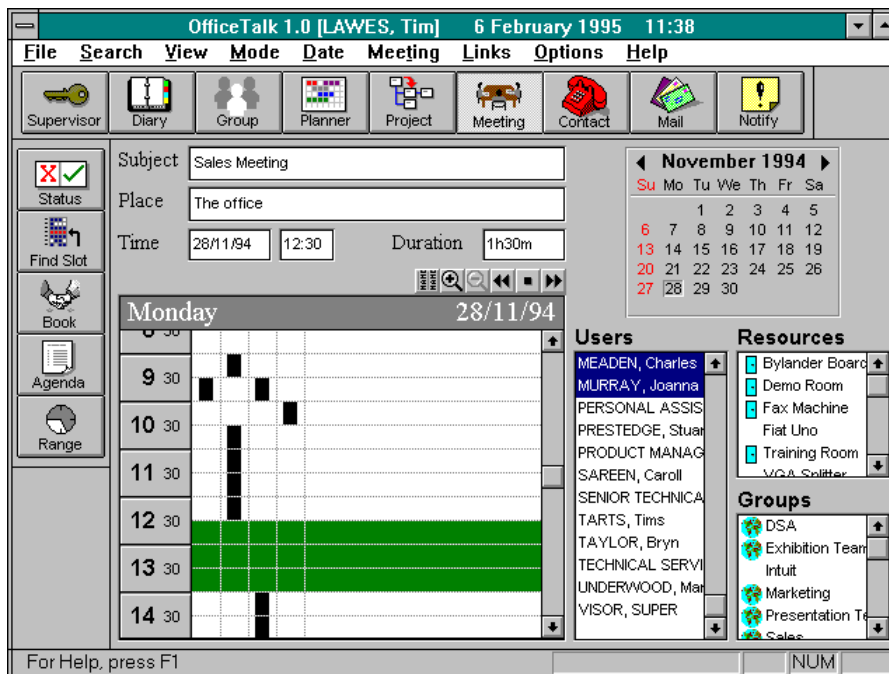 OfficeTalk 1.0 [LAWES, Tim] 6 February 1995 11:38
File Search View Mode Date Meeting Links Options Help
Supervisor Diary Group Planner Project Meeting Contact Mail Notify
Status
Find Slot
Book
Agenda
Range
Subject Sales Meeting
Place The office
Time 28/11/94 12:30 Duration 1h30m
Monday 28/11/94
8 30
9 30
10 30
11 30
12 30
13 30
14 30
November 1994
Su Mo Tu We Th Fr Sa
1 2 3 4 5
6 7 8 9 10 11 12
13 14 15 16 17 18 19
20 21 22 23 24 25 26
27 28 29 30
Users
MEADEN, Charles
MURRAY, Joanna
PERSONAL ASSIS
PRESTEDGE, Stuar
PRODUCT MANAG
SAREEN, Caroll
SENIOR TECHNICA
TARTS, Tims
TAYLOR, Bryn
TECHNICAL SERVI
UNDERWOOD, Mar
VISOR, SUPER
Resources
Bylander Boarc
Demo Room
Fax Machine
Fiat Uno
Training Room
VGA Splitter
Groups
DSA
Exhibition Team
Intuit
Marketing
Presentation Te
Sales
For Help, press F1
NUM